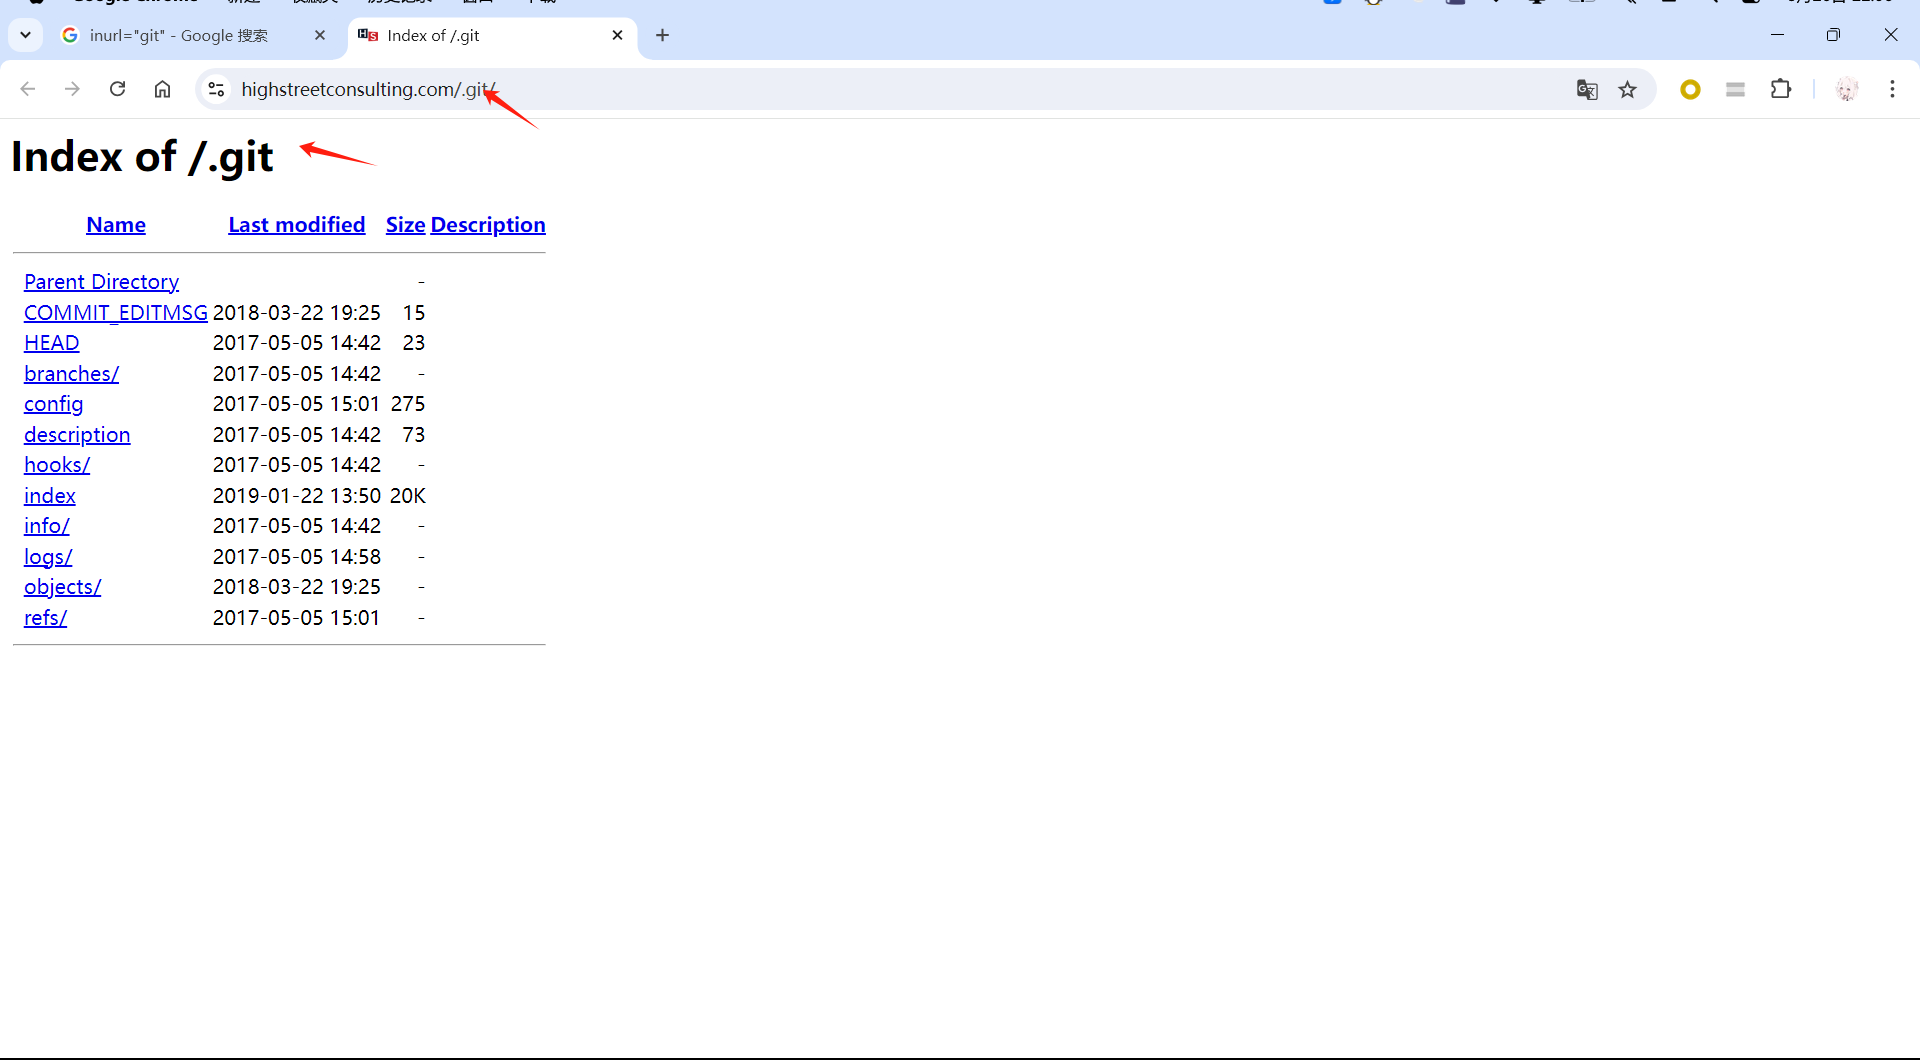 inurl="git" - Google 搜索
Index of /.git
highstreetconsulting.com/.git/
Index of /.git
Name Last modified Size Description
Parent Directory -
COMMIT_EDITMSG 2018-03-22 19:25 15
HEAD 2017-05-05 14:42 23
branches/ 2017-05-05 14:42 -
config 2017-05-05 15:01 275
description 2017-05-05 14:42 73
hooks/ 2017-05-05 14:42 -
index 2019-01-22 13:50 20K
info/ 2017-05-05 14:42 -
logs/ 2017-05-05 14:58 -
objects/ 2018-03-22 19:25 -
refs/ 2017-05-05 15:01 -